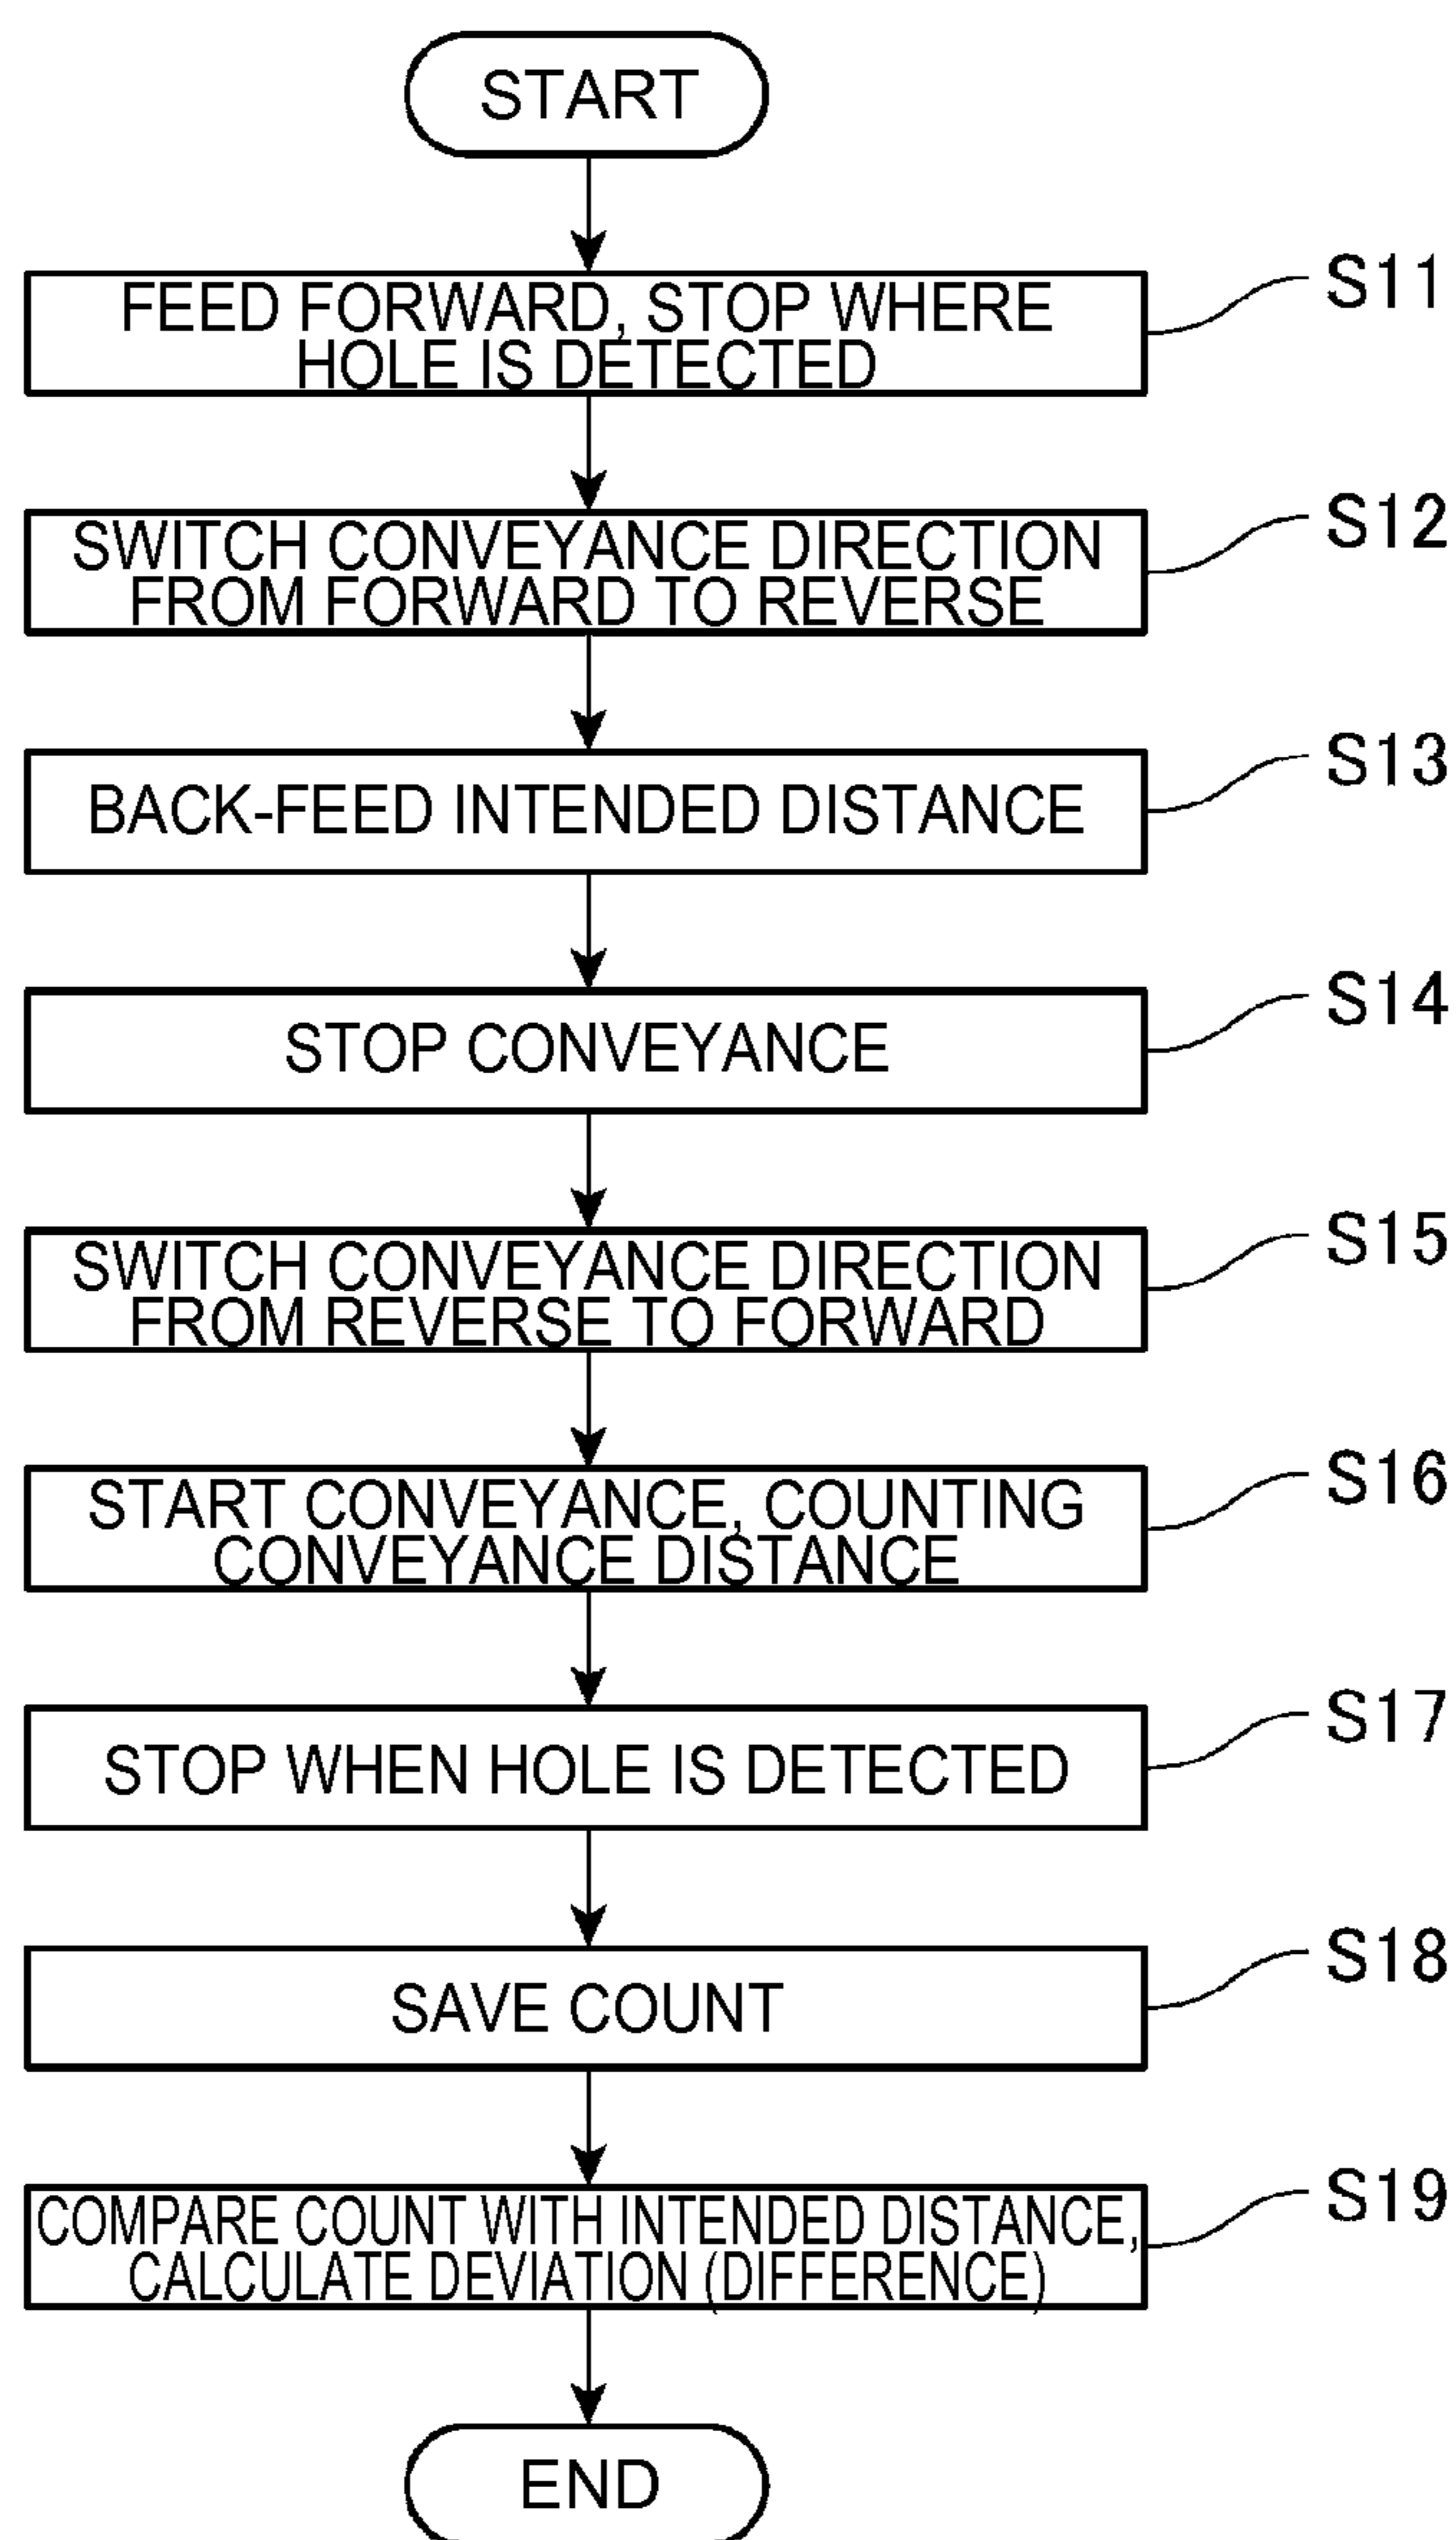 START
FEED FORWARD, STOP WHERE
HOLE IS DETECTED
S11
SWITCH CONVEYANCE DIRECTION
FROM FORWARD TO REVERSE
S12
BACK-FEED INTENDED DISTANCE
S13
STOP CONVEYANCE
S14
SWITCH CONVEYANCE DIRECTION
FROM REVERSE TO FORWARD
S15
START CONVEYANCE, COUNTING
CONVEYANCE DISTANCE
S16
STOP WHEN HOLE IS DETECTED
S17
SAVE COUNT
S18
COMPARE COUNT WITH INTENDED DISTANCE,
CALCULATE DEVIATION (DIFFERENCE)
S19
END